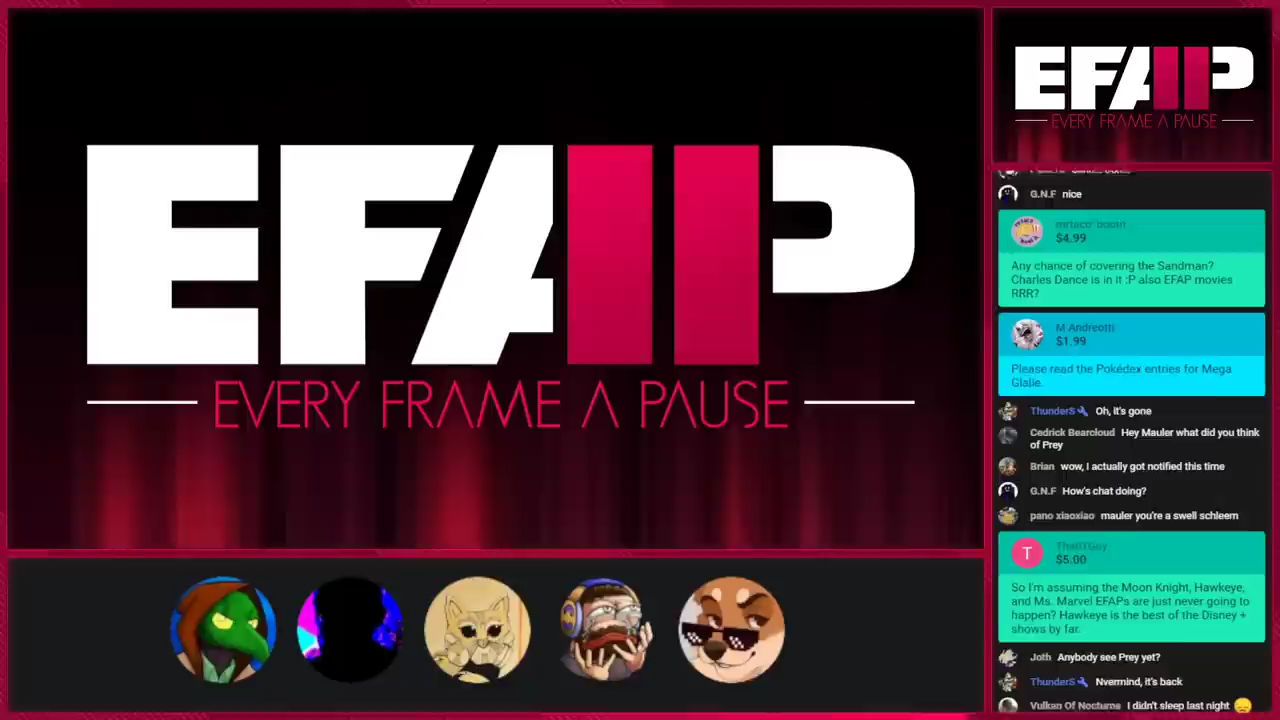 EFAP
EVERY FRAME A PAUSE
EFAP
EVERY FRAME A PAUSE
G.N.F nice
$4.99
Any chance of covering the Sandman?
Charles Dance is in it :P also EFAP movies
RRR?
M Andreotti
$1.99
Please read the Pokédex entries for Mega
Glalie.
ThunderS Oh, it's gone
Cedrick Bearcloud Hey Mauler what did you think
of Prey
Brian wow, I actually got notified this time
G.N.F How's chat doing?
pano xiaoxiao mauler you're a swell schleem
T
ThatITGuy
$5.00
So I'm assuming the Moon Knight, Hawkeye,
and Ms. Marvel EFAPs are just never going to
happen? Hawkeye is the best of the Disney +
shows by far.
Joth Anybody see Prey yet?
ThunderS Nvermind, it's back
Vulkan Of Nocturne I didn't sleep last night 😞